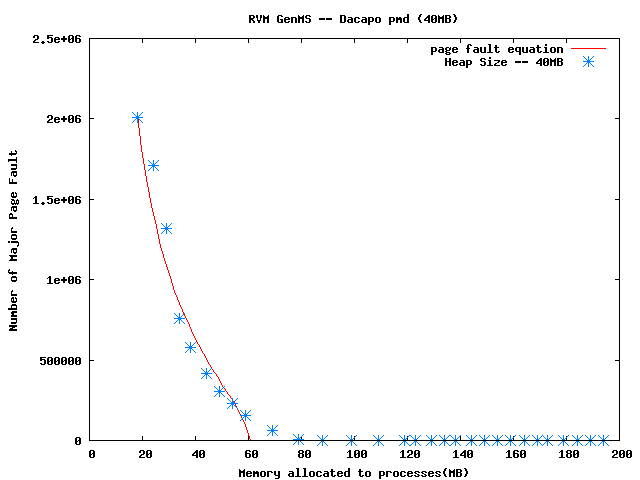 RVM GenMS -- Dacapo pmd (40MB)
page fault equation
Heap Size -- 40MB
Number of Major Page Fault
2.5e+06
2e+06
1.5e+06
1e+06
500000
0
0 20 40 60 80 100 120 140 160 180 200
Memory allocated to processes(MB)